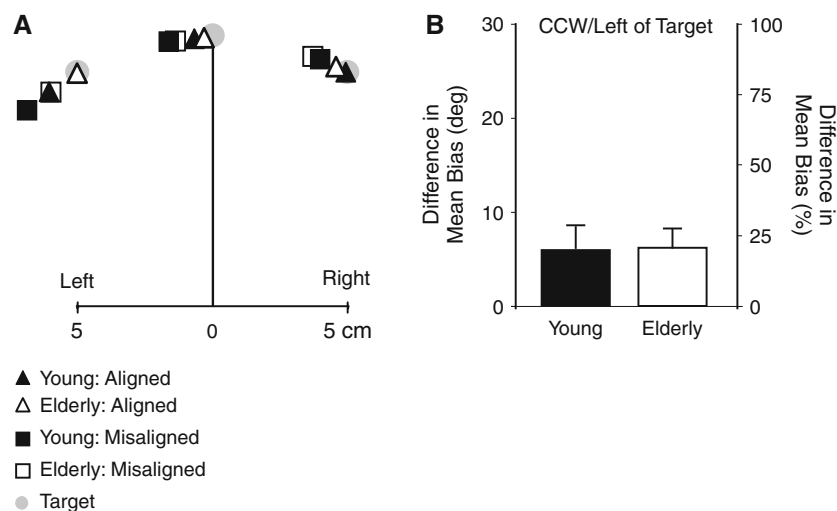 A
Left
Right
5
0
5 cm
Young: Aligned
Elderly: Aligned
Young: Misaligned
Elderly: Misaligned
Target
B
CCW/Left of Target
Difference in
Mean Bias (deg)
30
20
10
0
Young
Elderly
100
75
50
25
0
Difference in
Mean Bias (%)